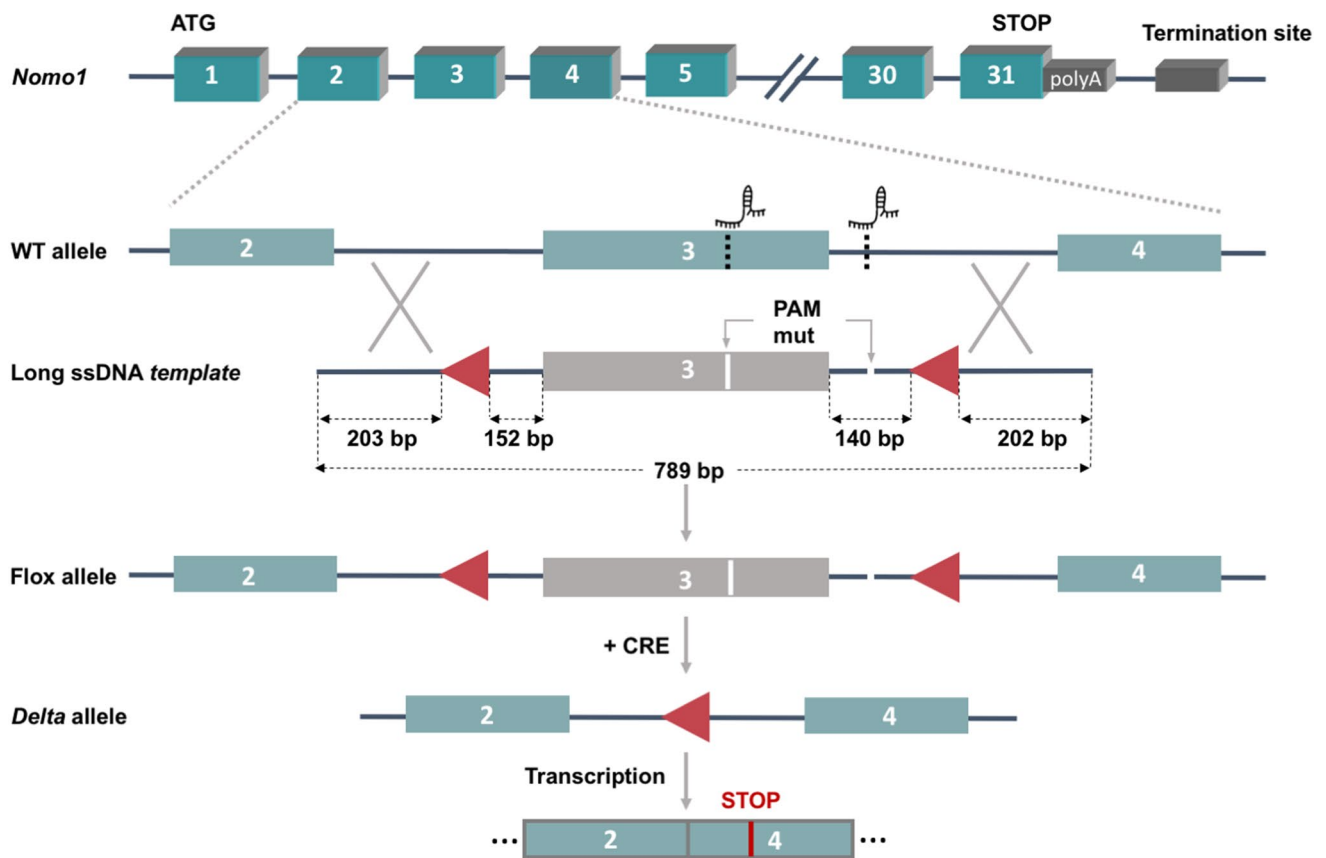 ATG
STOP
Termination site
Nomo1
1
2
3
4
5
30
31
polyA
WT allele
2
3
4
PAM
mut
Long ssDNA template
3
203 bp
152 bp
140 bp
202 bp
789 bp
Flox allele
2
3
4
+ CRE
Delta allele
2
4
Transcription
STOP
... 2 4 ...